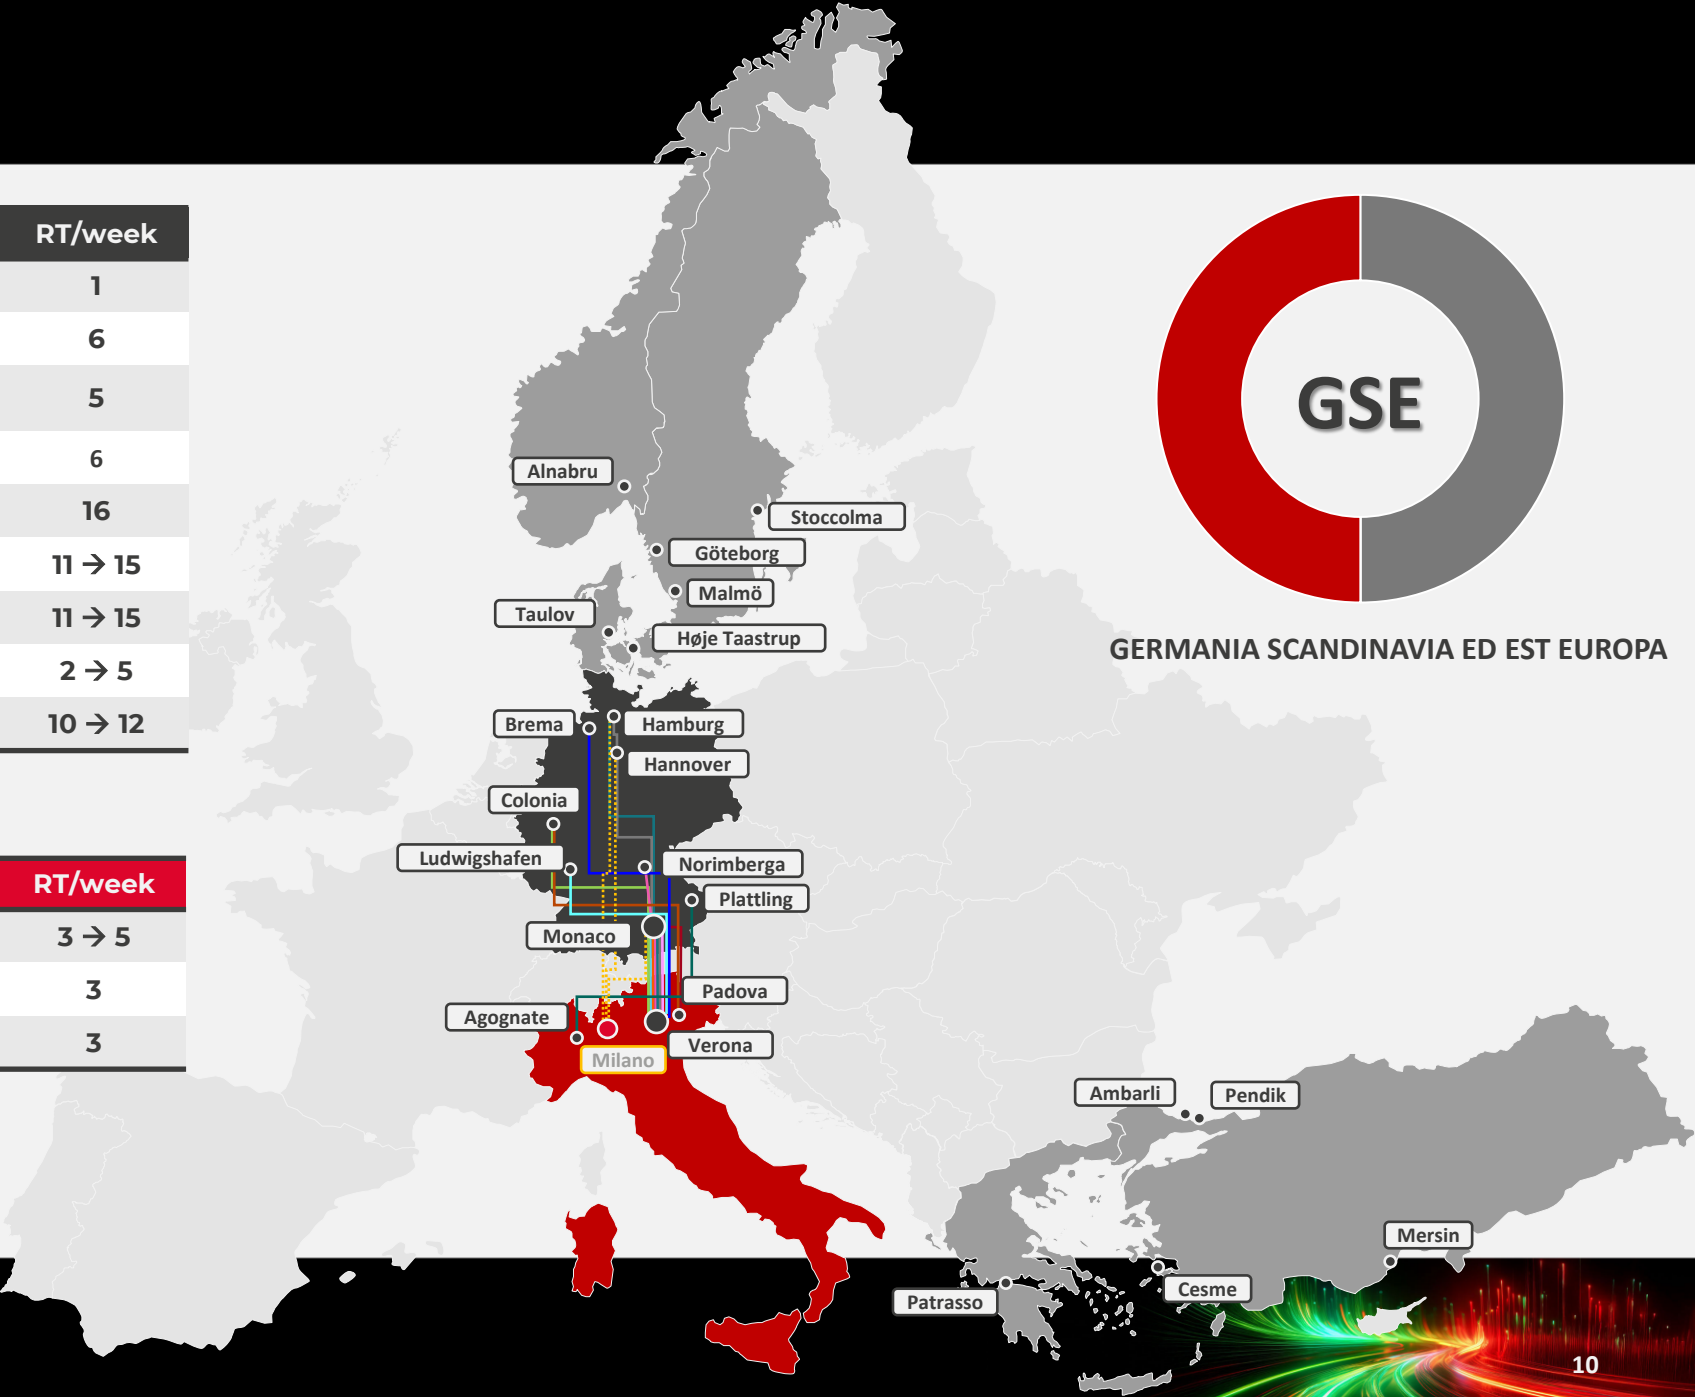 RT/week
1
6
5
6
16
11 → 15
11 → 15
2 → 5
10 → 12
RT/week
3 → 5
3
3
GSE
GERMANIA SCANDINAVIA ED EST EUROPA
Alnabru
Stoccolma
Göteborg
Malmö
Taulov
Høje Taastrup
Brema
Hamburg
Hannover
Colonia
Ludwigshafen
Norimberga
Plattling
Monaco
Padova
Agognate
Verona
Milano
Ambarli
Pendik
Mersin
Cesme
Patrasso
10